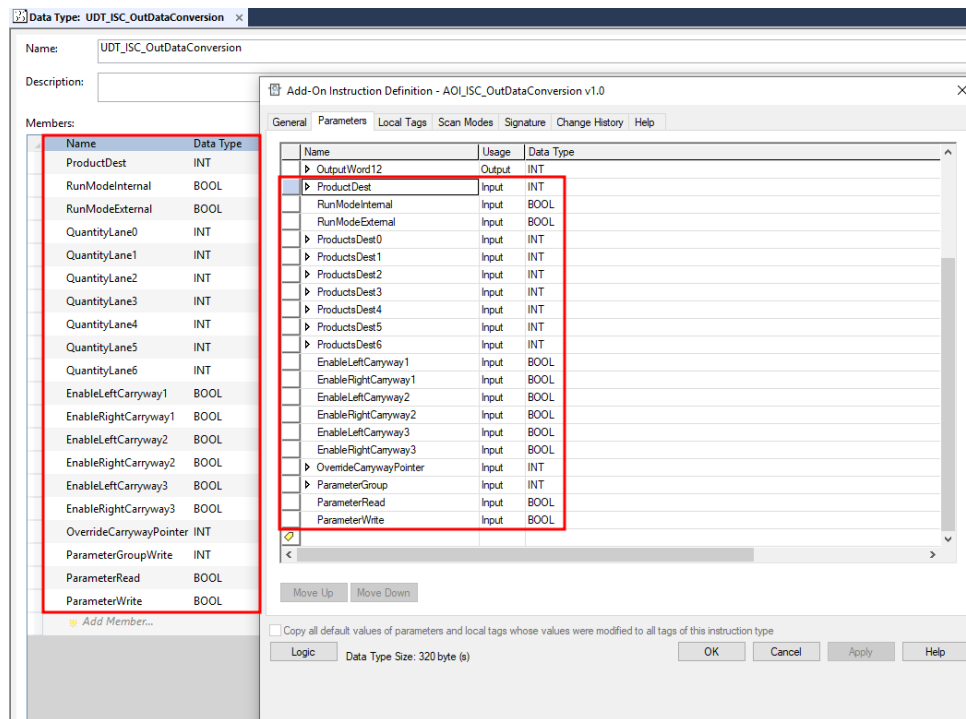 Data Type: UDT_ISC_OutDataConversion ×
Name: UDT_ISC_OutDataConversion
Description:
Members:
Name Data Type
ProductDest INT
RunModeInternal BOOL
RunModeExternal BOOL
QuantityLane0 INT
QuantityLane1 INT
QuantityLane2 INT
QuantityLane3 INT
QuantityLane4 INT
QuantityLane5 INT
QuantityLane6 INT
EnableLeftCarryway1 BOOL
EnableRightCarryway1 BOOL
EnableLeftCarryway2 BOOL
EnableRightCarryway2 BOOL
EnableLeftCarryway3 BOOL
EnableRightCarryway3 BOOL
OverrideCarrywayPointer INT
ParameterGroupWrite INT
ParameterRead BOOL
ParameterWrite BOOL
Add Member...
Add-On Instruction Definition - AOI_ISC_OutDataConversion v1.0
General Parameters Local Tags Scan Modes Signature Change History Help
Name Usage Data Type
OutputWord12 Output INT
ProductDest Input INT
RunModeInternal Input BOOL
RunModeExternal Input BOOL
ProductsDest0 Input INT
ProductsDest1 Input INT
ProductsDest2 Input INT
ProductsDest3 Input INT
ProductsDest4 Input INT
ProductsDest5 Input INT
ProductsDest6 Input INT
EnableLeftCarryway1 Input BOOL
EnableRightCarryway1 Input BOOL
EnableLeftCarryway2 Input BOOL
EnableRightCarryway2 Input BOOL
EnableLeftCarryway3 Input BOOL
EnableRightCarryway3 Input BOOL
OverrideCarrywayPointer Input INT
ParameterGroup Input INT
ParameterRead Input BOOL
ParameterWrite Input BOOL
Move Up Move Down
Copy all default values of parameters and local tags whose values were modified to all tags of this instruction type
Logic Data Type Size: 320 byte (s) OK Cancel Apply Help